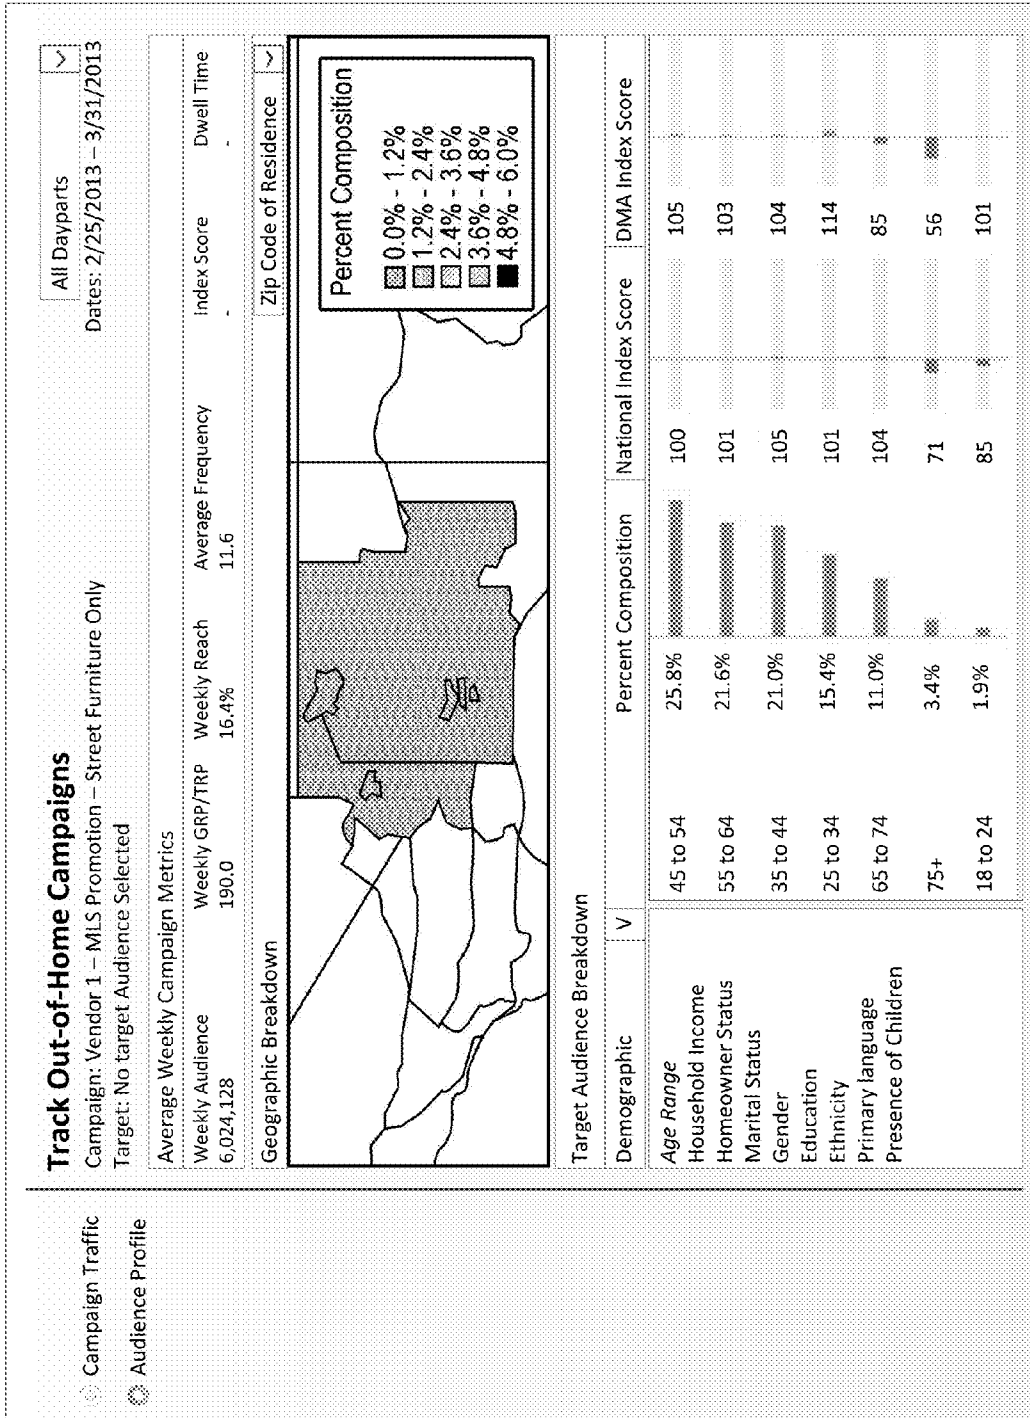 Campaign Traffic
Audience Profile
Track Out-of-Home Campaigns
All Dayparts
Campaign: Vendor 1 – MLS Promotion – Street Furniture Only
Dates: 2/25/2013 – 3/31/2013
Target: No target Audience Selected
Average Weekly Campaign Metrics
Weekly Audience Weekly GRP/TRP Weekly Reach Average Frequency Index Score Dwell Time
6,024,128 190.0 16.4% 11.6 - -
Geographic Breakdown Zip Code of Residence
Percent Composition
0.0% - 1.2%
1.2% - 2.4%
2.4% - 3.6%
3.6% - 4.8%
4.8% - 6.0%
Target Audience Breakdown
Demographic V Percent Composition National Index Score DMA Index Score
Age Range
Household Income
Homeowner Status
Marital Status
Gender
Education
Ethnicity
Primary language
Presence of Children
45 to 54 25.8% 100 105
55 to 64 21.6% 101 103
35 to 44 21.0% 105 104
25 to 34 15.4% 101 114
65 to 74 11.0% 104 85
75+ 3.4% 71 56
18 to 24 1.9% 85 101